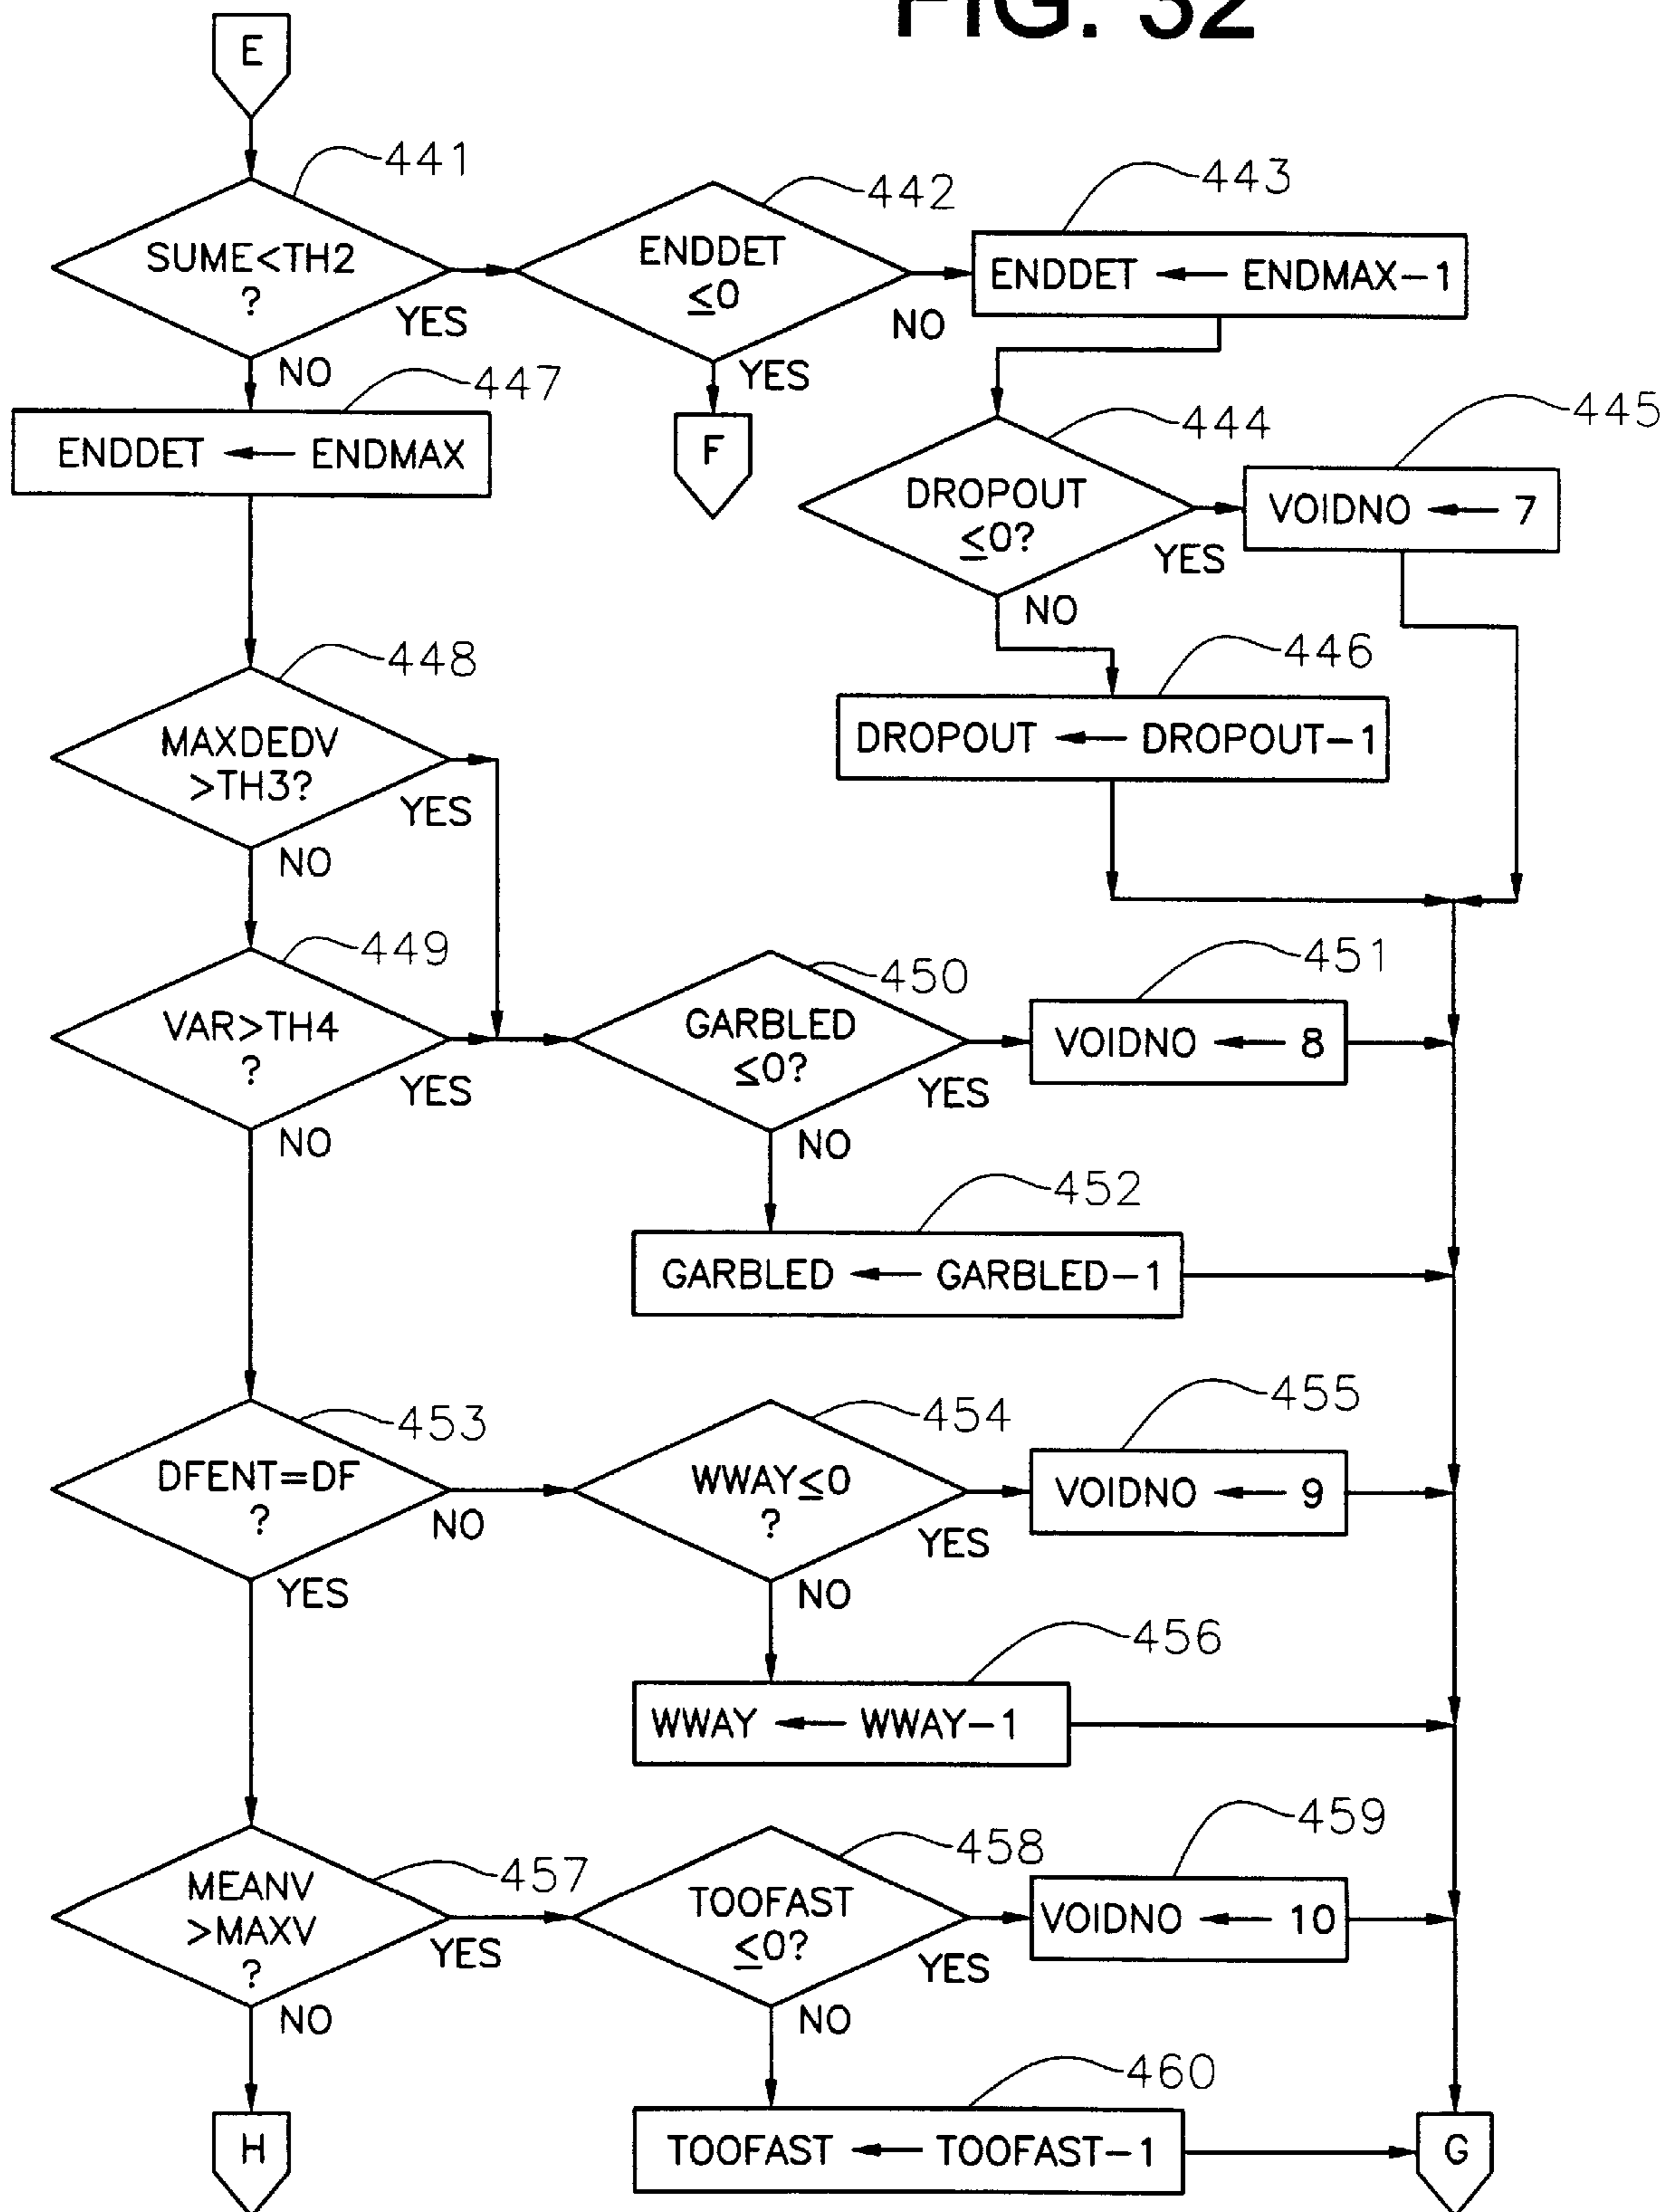 FIG. 32
E
441
SUME<TH2
?
YES
NO
442
ENDDET
≤0
NO
YES
443
ENDDET ← ENDMAX-1
447
ENDDET ← ENDMAX
F
444
DROPOUT
≤0?
YES
NO
445
VOIDNO ← 7
446
DROPOUT ← DROPOUT-1
448
MAXDEDV
>TH3?
YES
NO
449
VAR>TH4
?
YES
NO
450
GARBLED
≤0?
YES
NO
451
VOIDNO ← 8
452
GARBLED ← GARBLED-1
453
DFENT=DF
?
NO
YES
454
WWAY≤0
?
YES
NO
455
VOIDNO ← 9
456
WWAY ← WWAY-1
457
MEANV
>MAXV
?
YES
NO
458
TOOFAST
≤0?
YES
NO
459
VOIDNO ← 10
460
TOOFAST ← TOOFAST-1
H
G